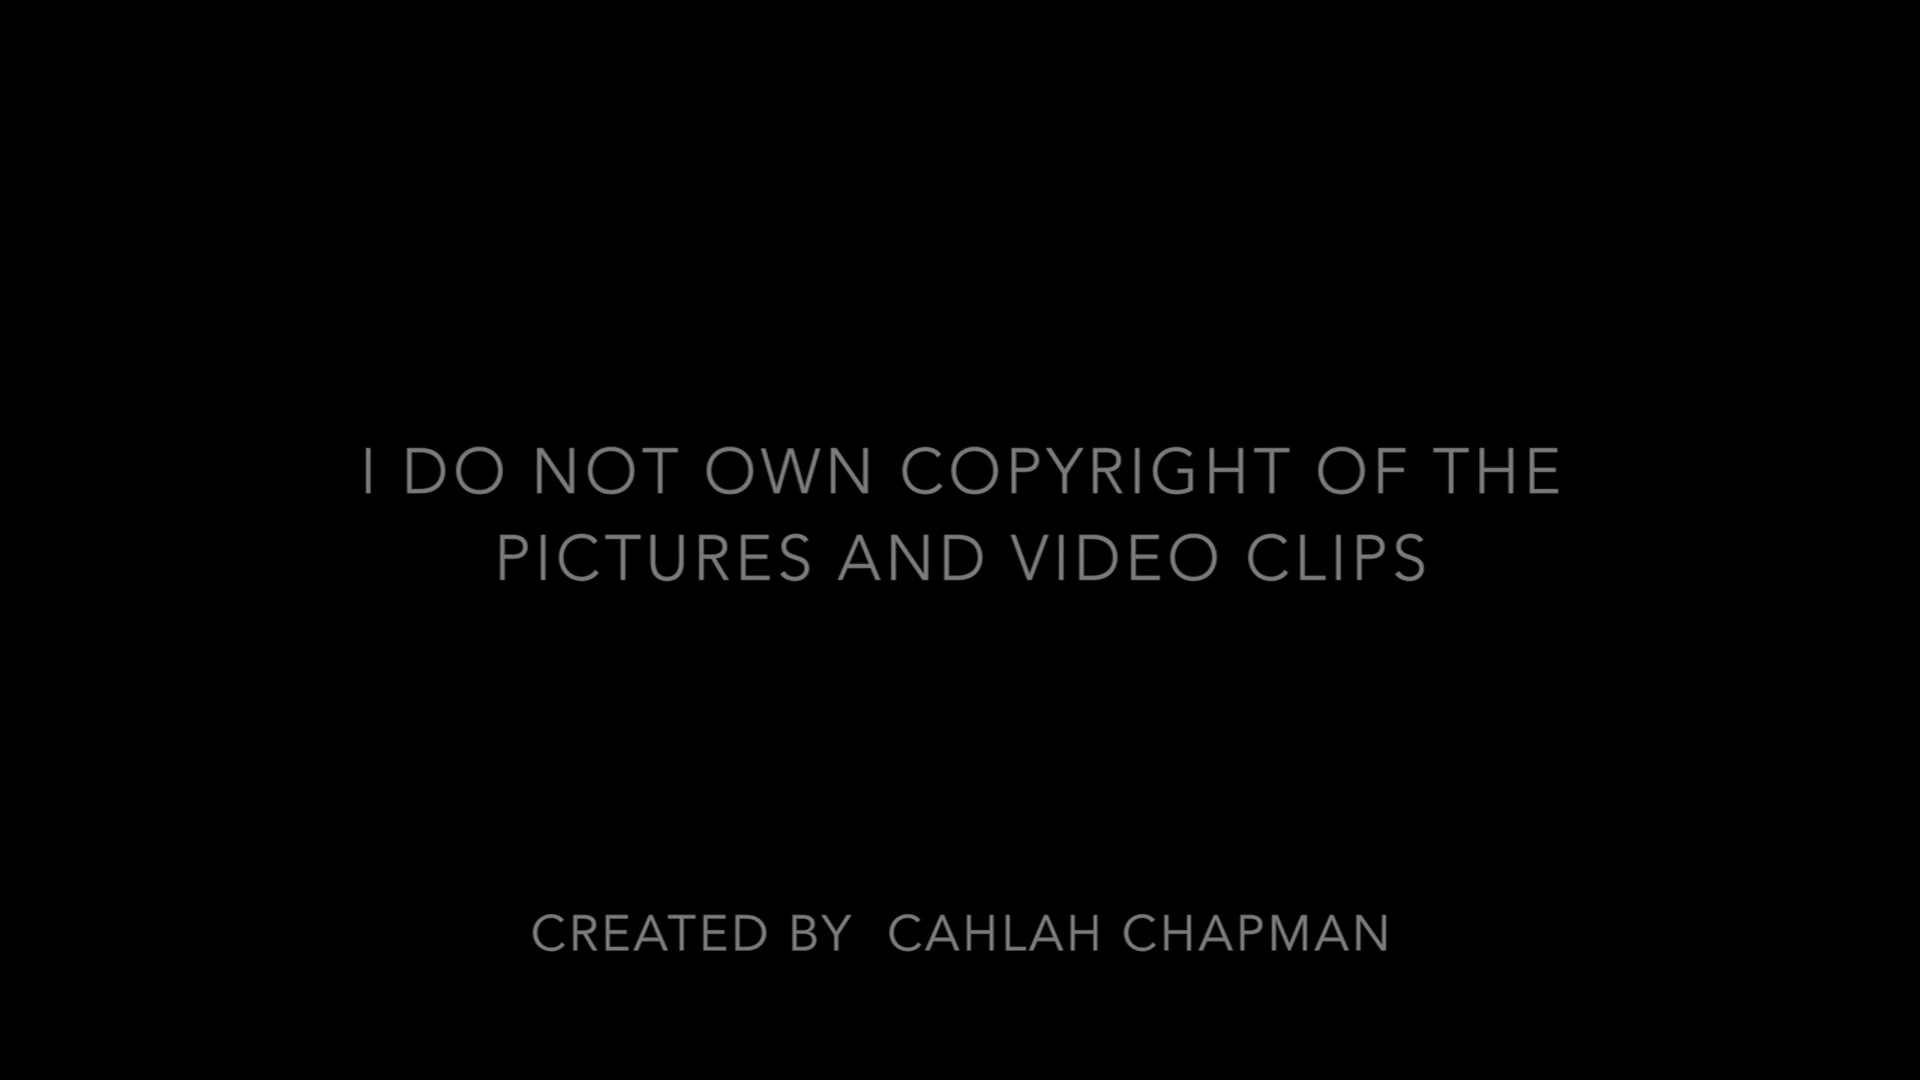 I DO NOT OWN COPYRIGHT OF THE
PICTURES AND VIDEO CLIPS
CREATED BY  CAHLAH CHAPMAN